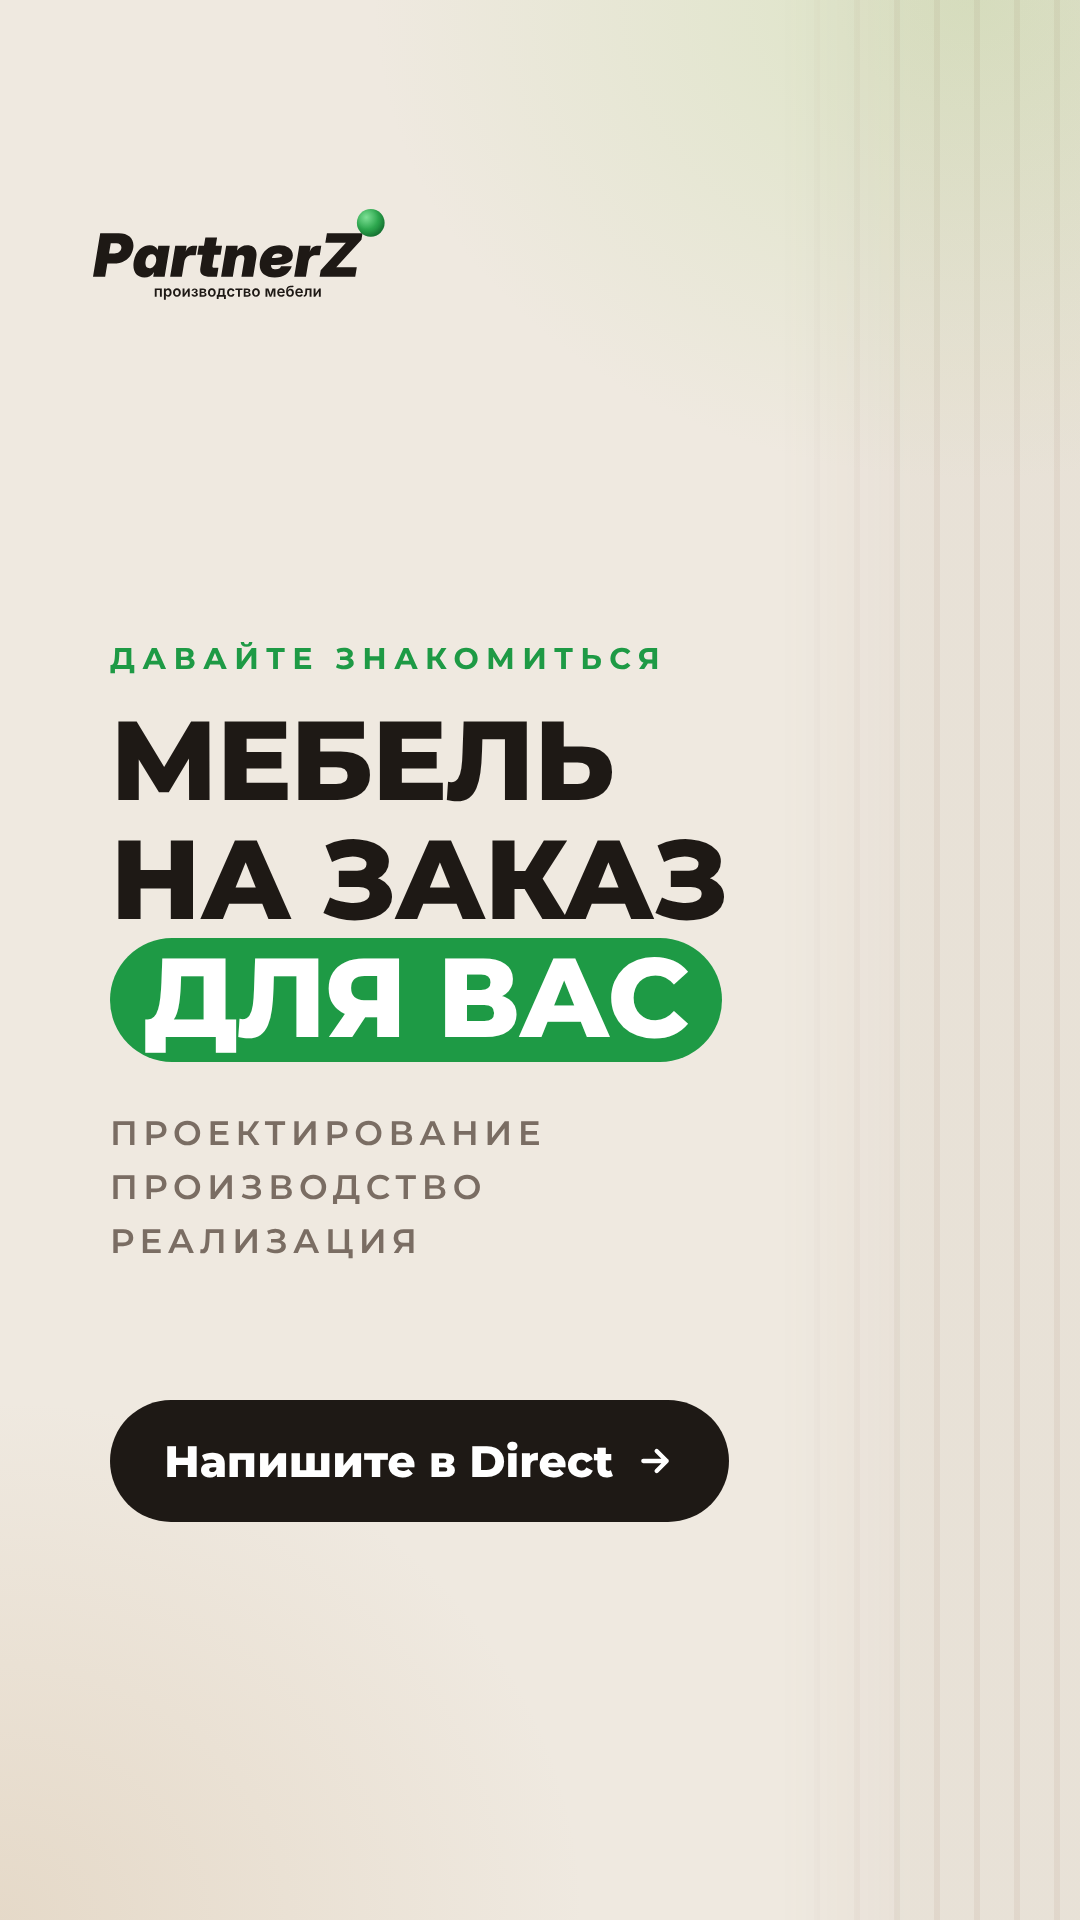 PartnerZ
производство мебели
ДАВАЙТЕ ЗНАКОМИТЬСЯ
МЕБЕЛЬ
НА ЗАКАЗ
ДЛЯ ВАС
ПРОЕКТИРОВАНИЕ
ПРОИЗВОДСТВО
РЕАЛИЗАЦИЯ
Напишите в Direct →